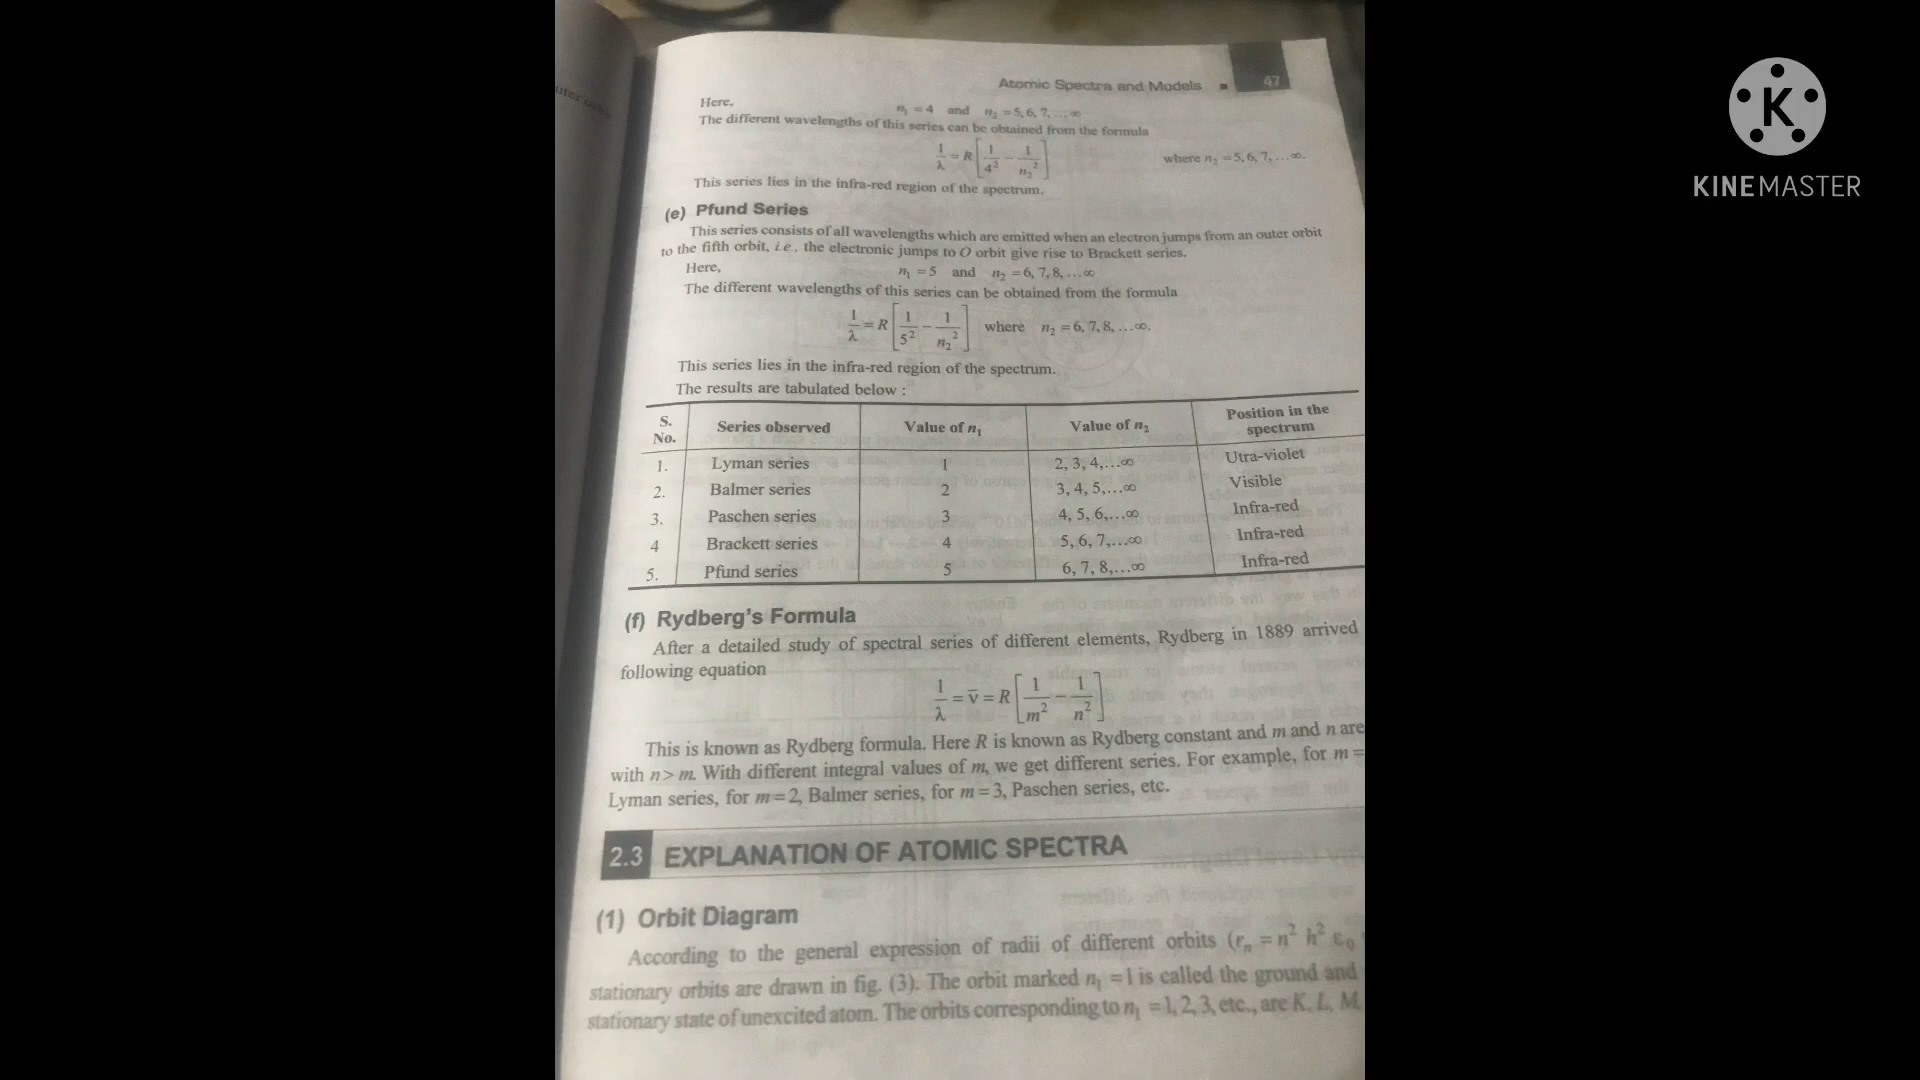 Atomic Spectra and Models ▪ 47
Here,
n₁ = 4 and n₂ = 5, 6, 7, ... ∞
The different wavelengths of this series can be obtained from the formula
1/λ = R [1/4² − 1/n₂²] where n₂ = 5, 6, 7, ... ∞.
This series lies in the infra-red region of the spectrum.
(e) Pfund Series
This series consists of all wavelengths which are emitted when an electron jumps from an outer orbit
to the fifth orbit, i.e., the electronic jumps to O orbit give rise to Brackett series.
Here, n₁ = 5 and n₂ = 6, 7, 8, ... ∞
The different wavelengths of this series can be obtained from the formula
1/λ = R [1/5² − 1/n₂²] where n₂ = 6, 7, 8, ... ∞.
This series lies in the infra-red region of the spectrum.
The results are tabulated below :
S. No. Series observed Value of n₁ Value of n₂ Position in the spectrum
1. Lyman series 1 2, 3, 4,...∞ Utra-violet
2. Balmer series 2 3, 4, 5,...∞ Visible
3. Paschen series 3 4, 5, 6,...∞ Infra-red
4 Brackett series 4 5, 6, 7,...∞ Infra-red
5. Pfund series 5 6, 7, 8,...∞ Infra-red
(f) Rydberg's Formula
After a detailed study of spectral series of different elements, Rydberg in 1889 arrived
following equation
1/λ = ν̄ = R [1/m² − 1/n²]
This is known as Rydberg formula. Here R is known as Rydberg constant and m and n are
with n > m. With different integral values of m, we get different series. For example, for m =
Lyman series, for m = 2, Balmer series, for m = 3, Paschen series, etc.
2.3 EXPLANATION OF ATOMIC SPECTRA
(1) Orbit Diagram
According to the general expression of radii of different orbits (rₙ = n² h² ε₀
stationary orbits are drawn in fig. (3). The orbit marked n₁ = 1 is called the ground and
stationary state of unexcited atom. The orbits corresponding to n₁ = 1, 2, 3, etc., are K, L, M,
KINEMASTER